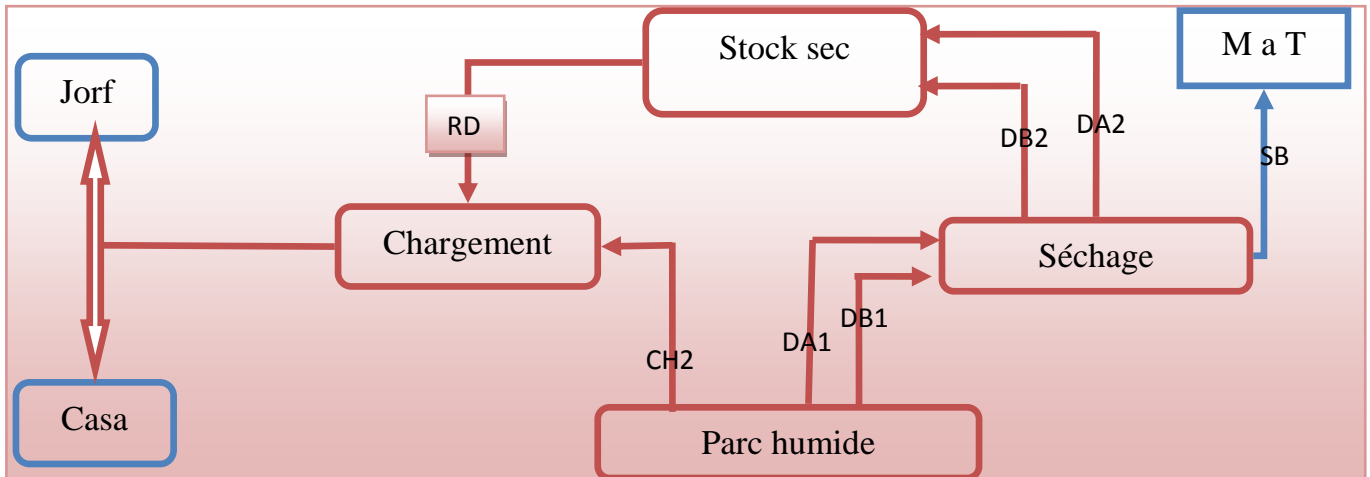 Stock sec
M a T
Jorf
RD
DB2
DA2
SB
Chargement
Séchage
DB1
DA1
CH2
Casa
Parc humide